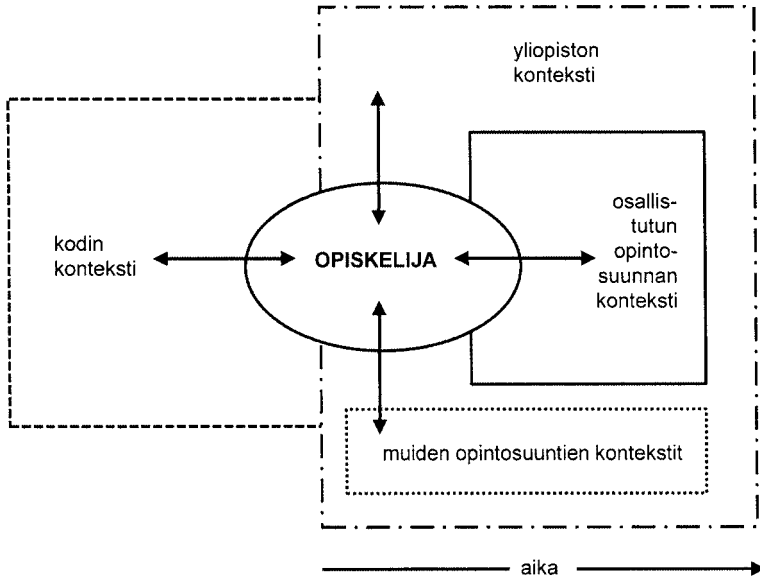 yliopiston
konteksti
kodin
konteksti
OPISKELIJA
osallis-
tutun
opinto-
suunnan
konteksti
muiden opintosuuntien kontekstit
aika